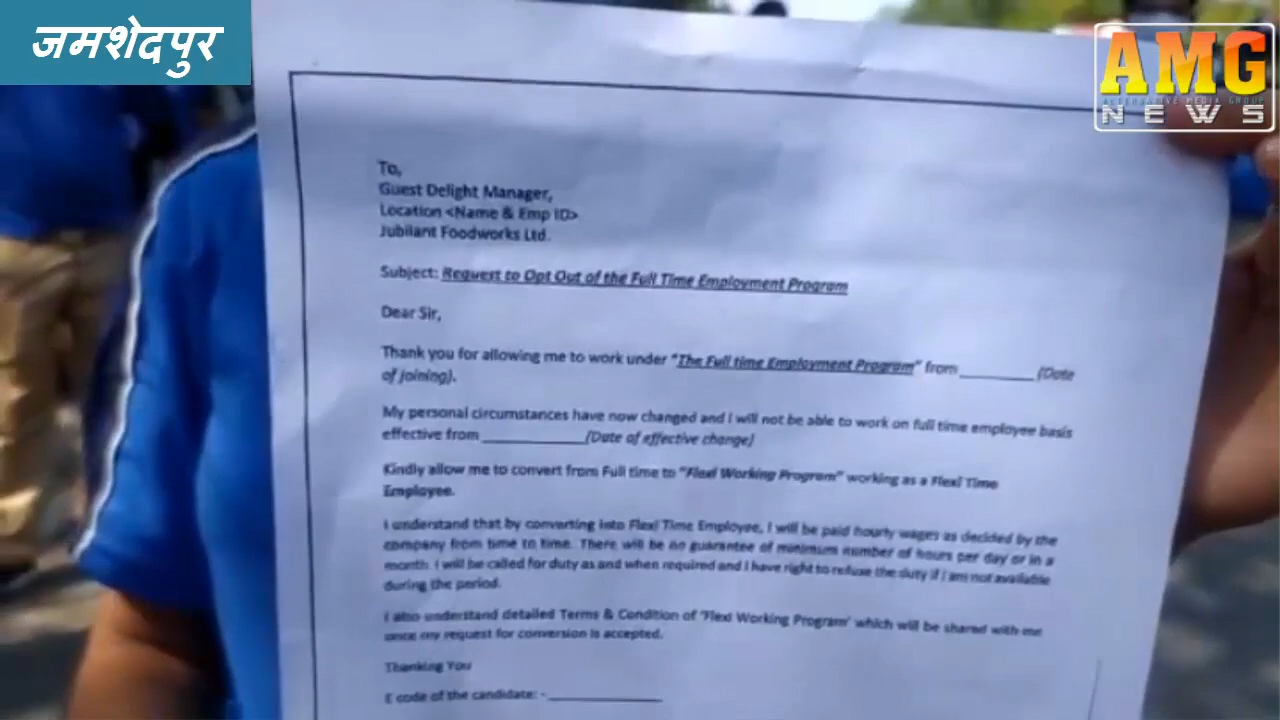 जमशेदपुर
AMG
ALTERNATIVE MEDIA GROUP
NEWS
To,
Guest Delight Manager,
Location <Name & Emp ID>
Jubilant Foodworks Ltd.
Subject: Request to Opt Out of the Full Time Employment Program
Dear Sir,
Thank you for allowing me to work under "The Full time Employment Program" from __________ (Date
of joining).
My personal circumstances have now changed and I will not be able to work on full time employee basis
effective from ______________(Date of effective change)
Kindly allow me to convert from Full time to "Flexi Working Program" working as a Flexi Time
Employee.
I understand that by converting into Flexi Time Employee, I will be paid hourly wages as decided by the
company from time to time. There will be no guarantee of minimum number of hours per day or in a
month. I will be called for duty as and when required and I have right to refuse the duty if I am not available
during the period.
I also understand detailed Terms & Condition of 'Flexi Working Program' which will be shared with me
once my request for conversion is accepted.
Thanking You
E code of the candidate: - ______________